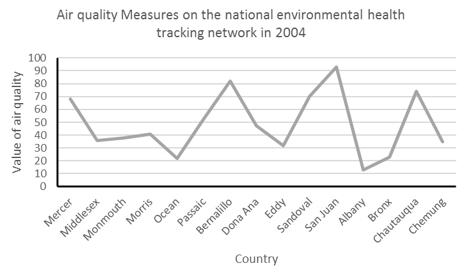 Air quality Measures on the national environmental health
tracking network in 2004
Value of air quality
100
90
80
70
60
50
40
30
20
10
0
Mercer
Middlesex
Monmouth
Morris
Ocean
Passaic
Bernalillo
Dona Ana
Eddy
Sandoval
San Juan
Albany
Bronx
Chautauqua
Chemung
Country